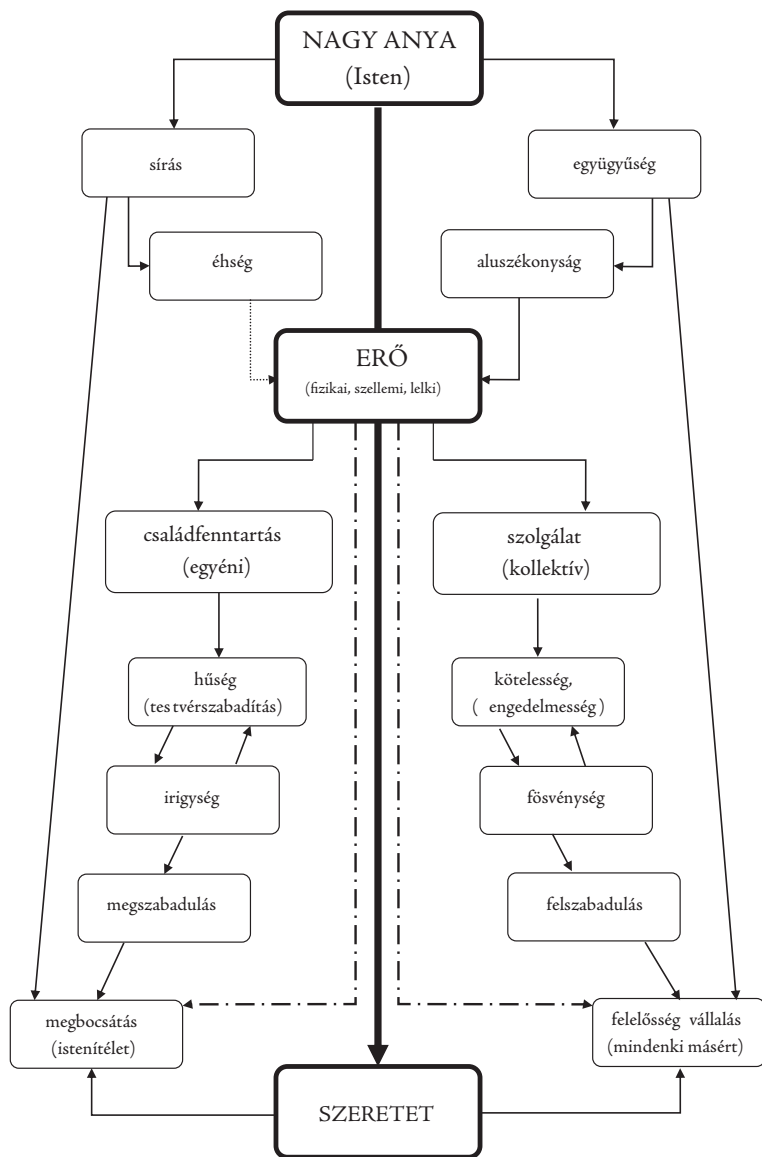 NAGY ANYA
(Isten)
sírás
együgyűség
éhség
aluszékonyság
ERŐ
(fizikai, szellemi, lelki)
családfenntartás
(egyéni)
szolgálat
(kollektív)
hűség
(tes tvérszabadítás)
kötelesség,
( engedelmesség )
irigység
fösvénység
megszabadulás
felszabadulás
megbocsátás
(istenítélet)
felelősség vállalás
(mindenki másért)
SZERETET